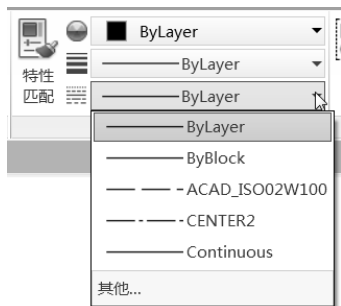 ByLayer
ByLayer
特性
匹配
ByLayer
ByLayer
ByBlock
ACAD_ISO02W100
CENTER2
Continuous
其他...